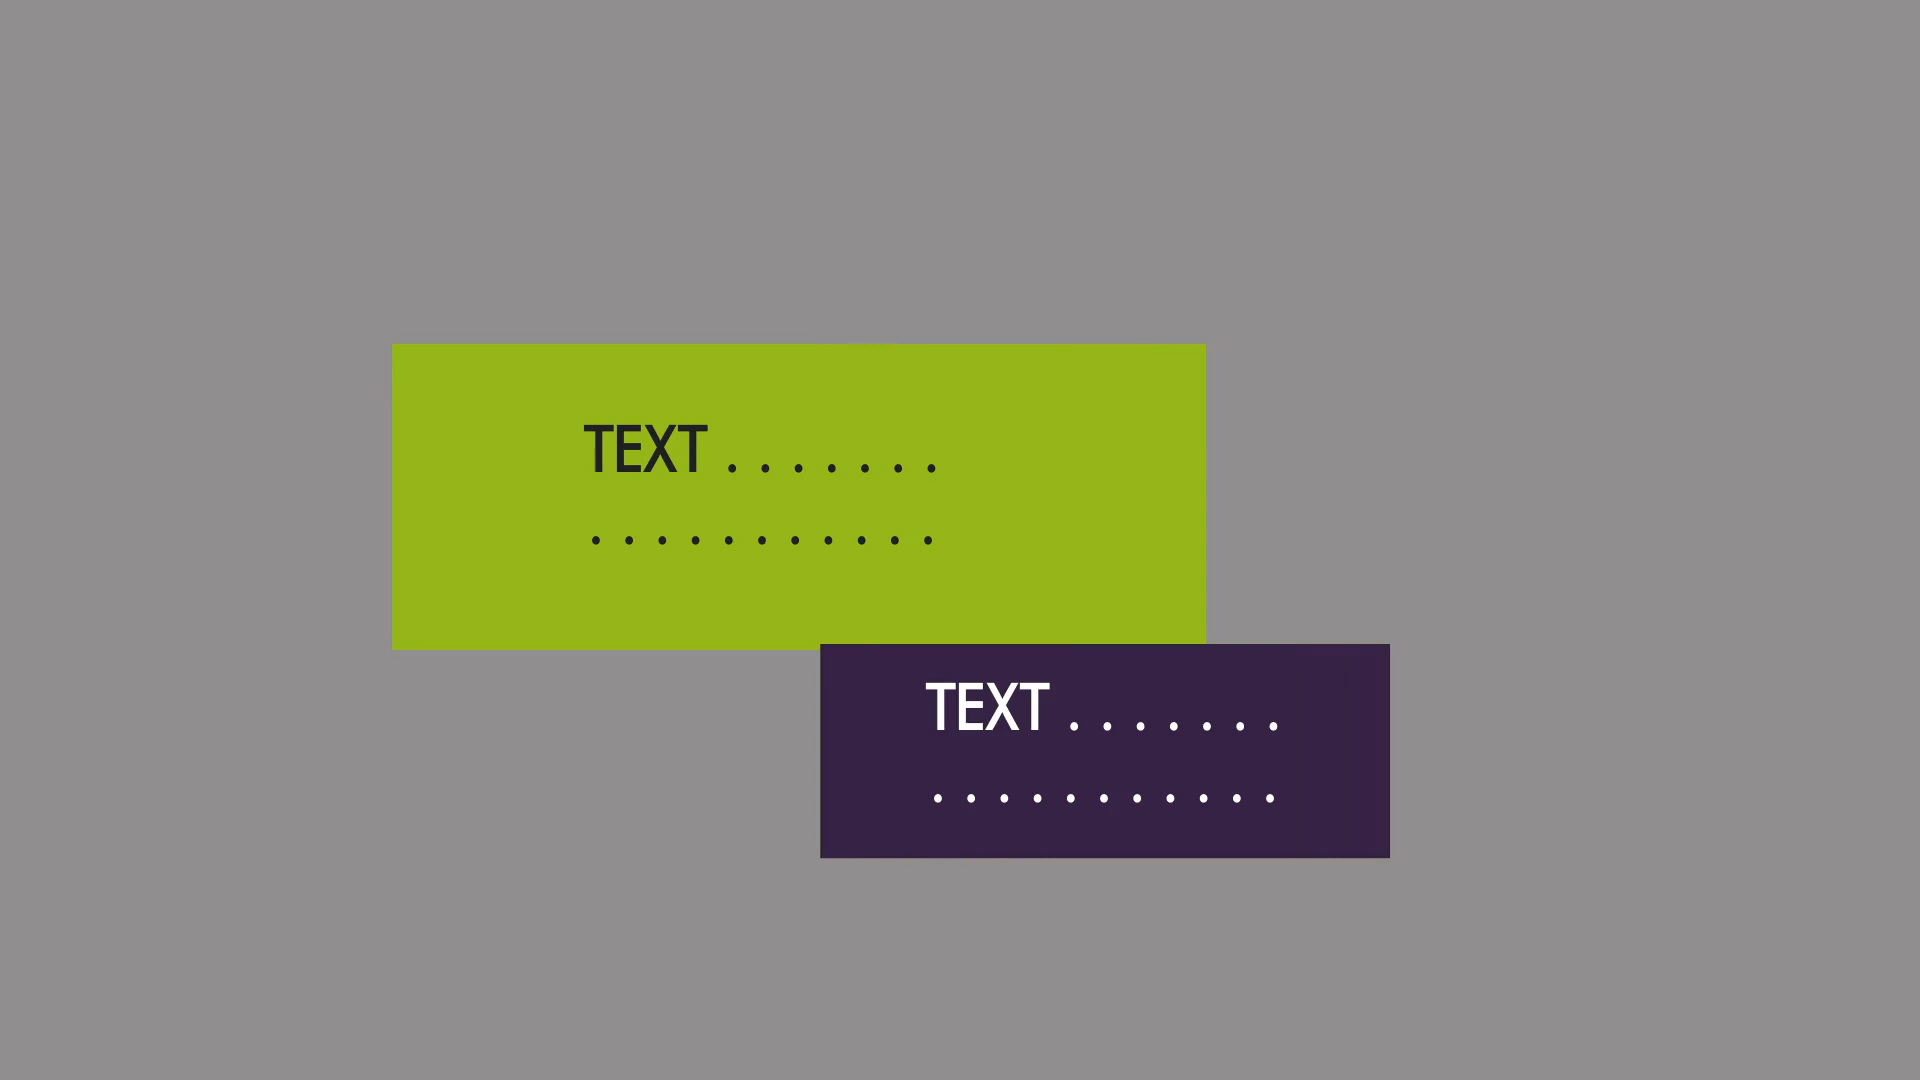 TEXT . . . . . . .
. . . . . . . . . . .
TEXT . . . . . . .
. . . . . . . . . . .